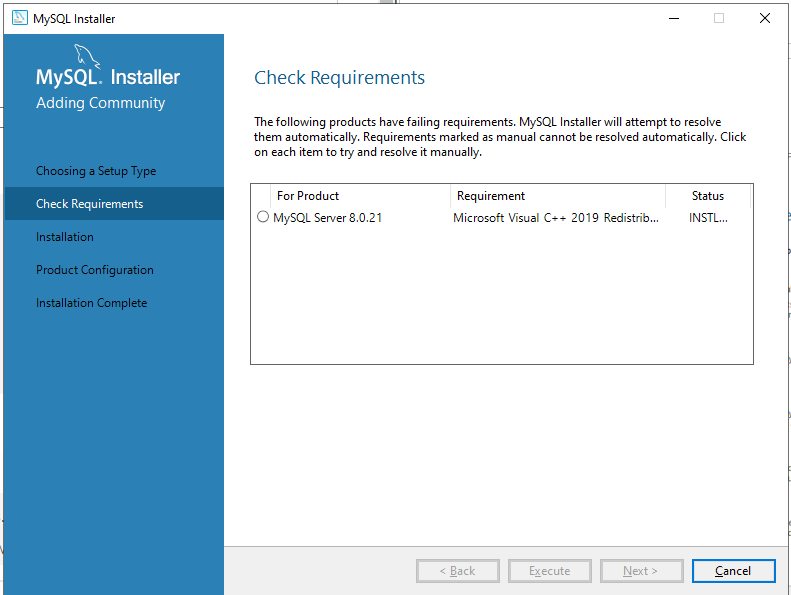 MySQL Installer
MySQL. Installer
Adding Community
Choosing a Setup Type
Check Requirements
Installation
Product Configuration
Installation Complete
Check Requirements
The following products have failing requirements. MySQL Installer will attempt to resolve
them automatically. Requirements marked as manual cannot be resolved automatically. Click
on each item to try and resolve it manually.
For Product Requirement Status
MySQL Server 8.0.21 Microsoft Visual C++ 2019 Redistrib... INSTL...
< Back Execute Next > Cancel